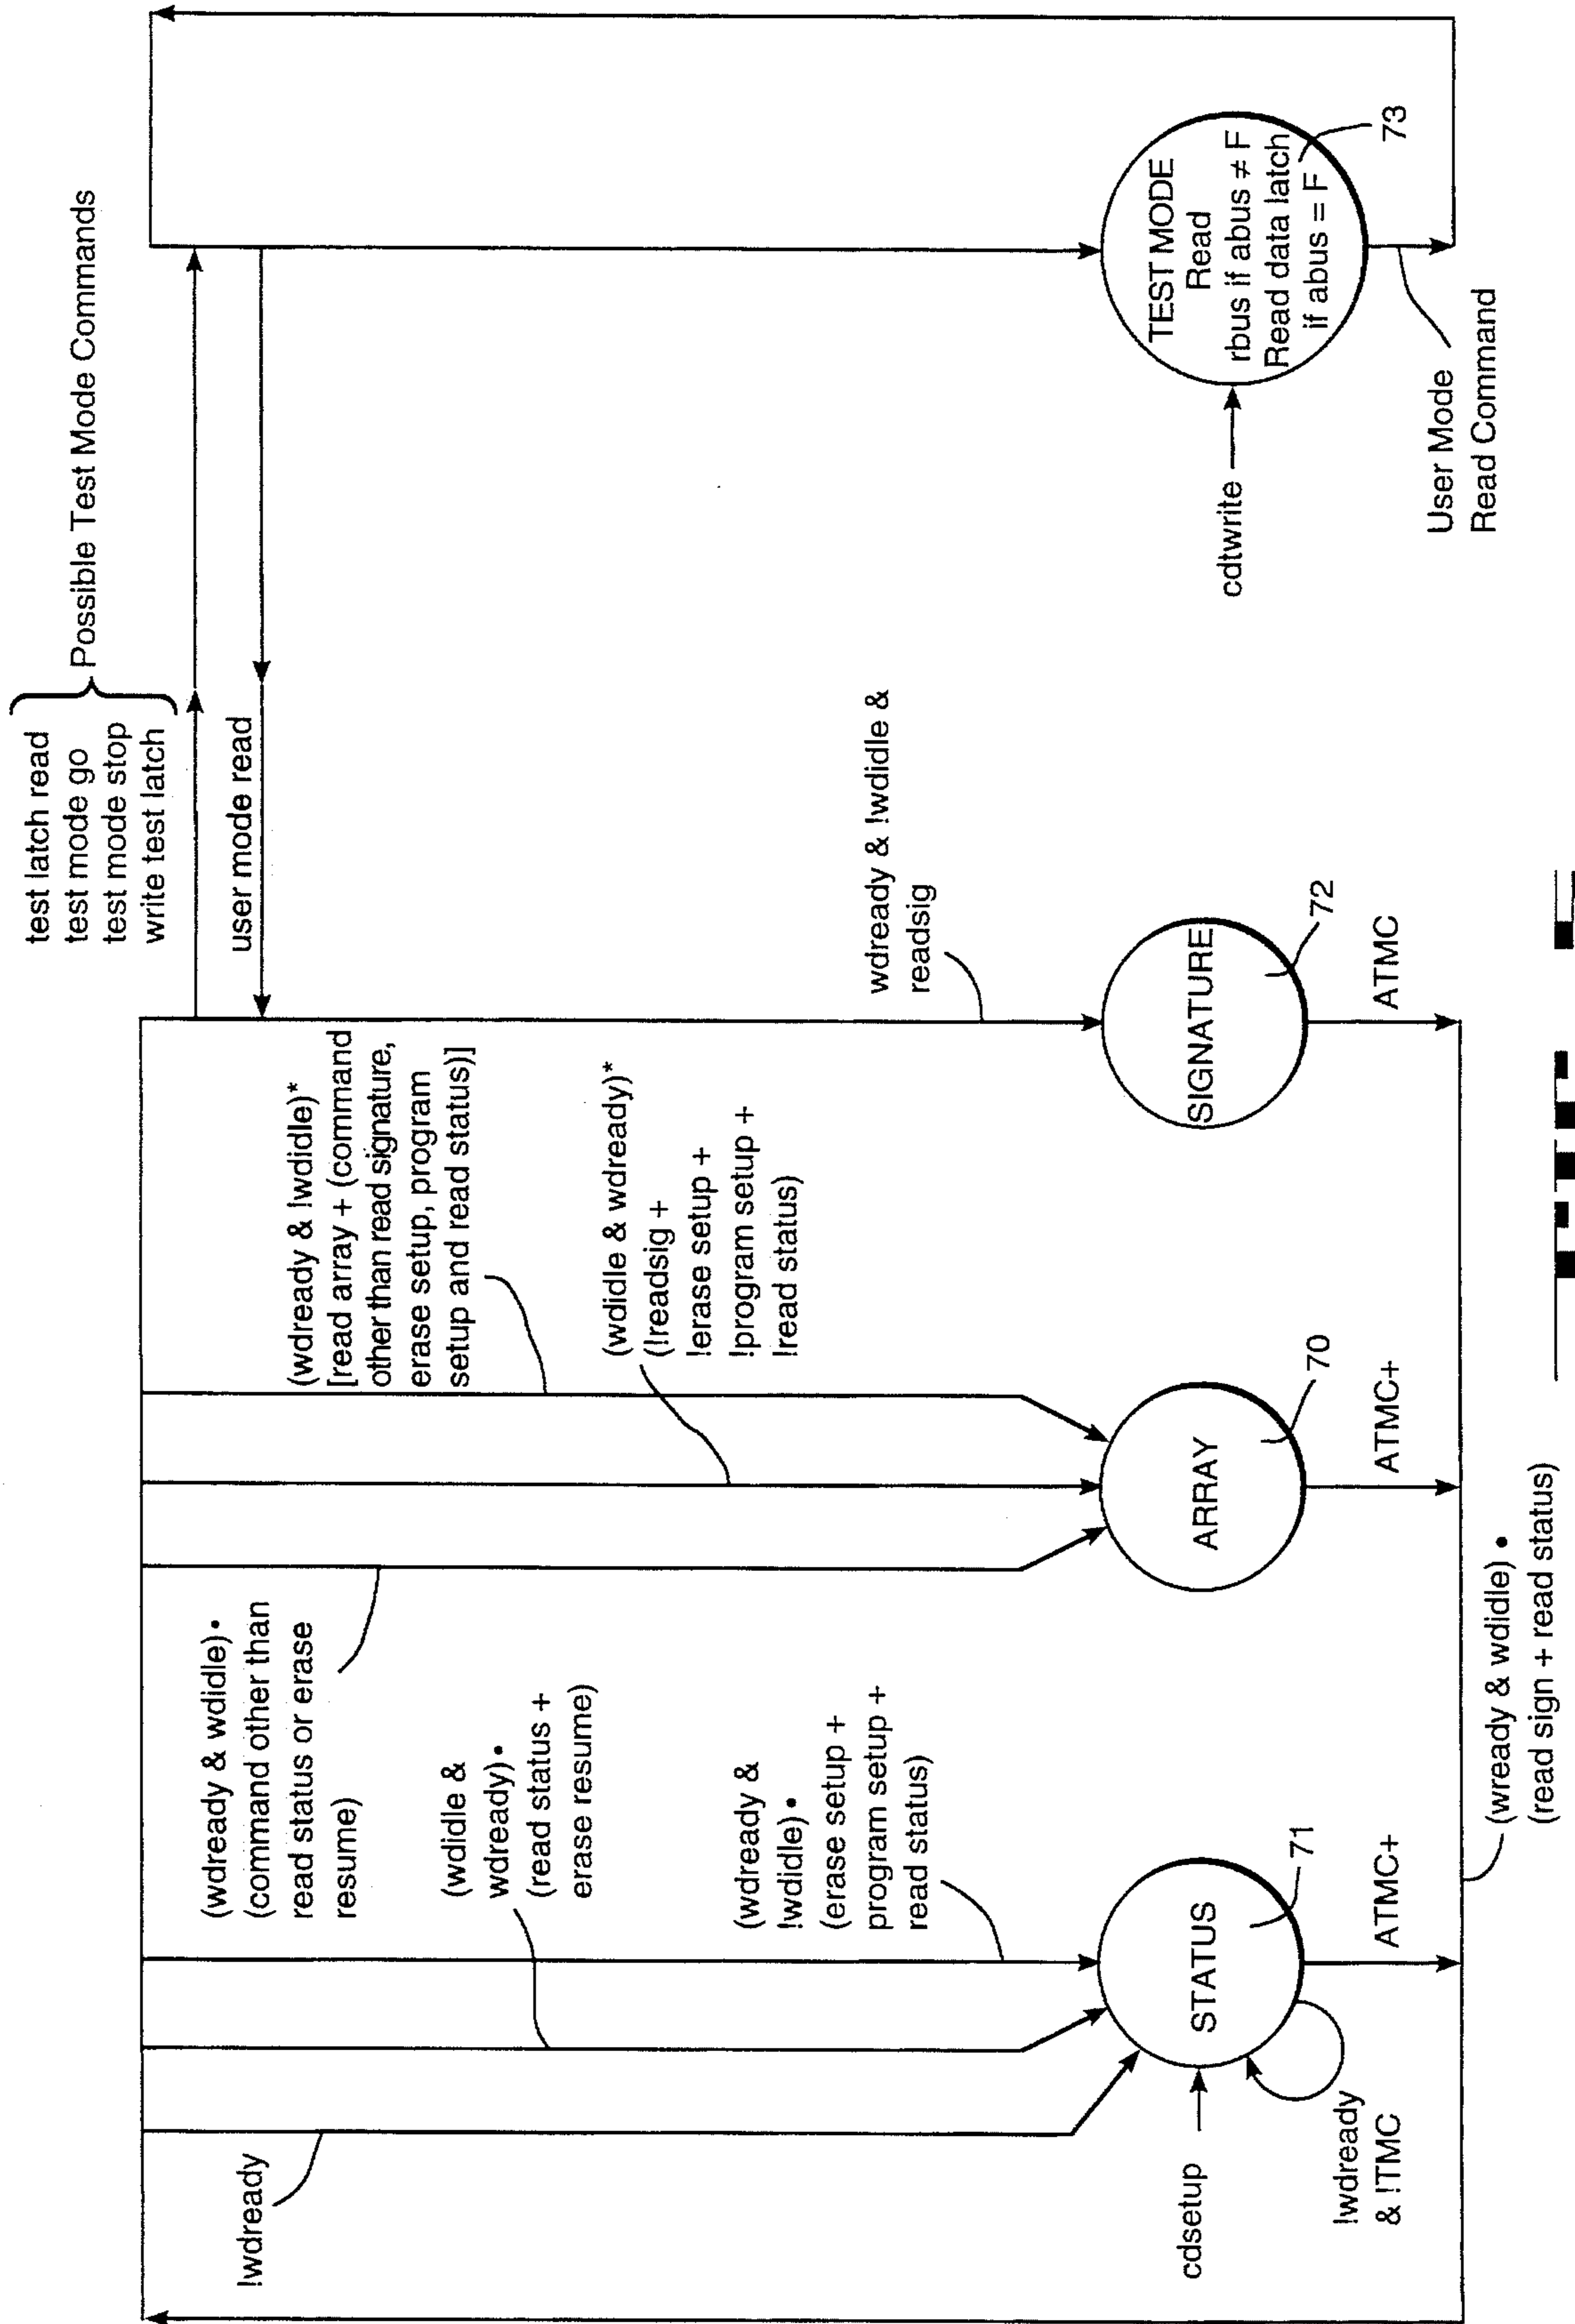 test latch read
test mode go
test mode stop
write test latch
Possible Test Mode Commands
user mode read
!wdready
(wdready & wdidle) •
(command other than
read status or erase
resume)
(wdidle &
wdready) •
(read status +
erase resume)
(wdready &
!wdidle) •
(erase setup +
program setup +
read status)
(wdready & !wdidle)*
[read array + (command
other than read signature,
erase setup, program
setup and read status)]
(wdidle & wdready)*
(!readsig +
!erase setup +
!program setup +
!read status)
wdready & !wdidle &
readsig
cdsetup
STATUS
71
ARRAY
70
SIGNATURE
72
cdtwrite
TEST MODE
Read
rbus if abus ≠ F
Read data latch
if abus = F
73
!wdready
& !TMC
ATMC+
ATMC+
ATMC
User Mode
Read Command
(wready & wdidle) •
(read sign + read status)